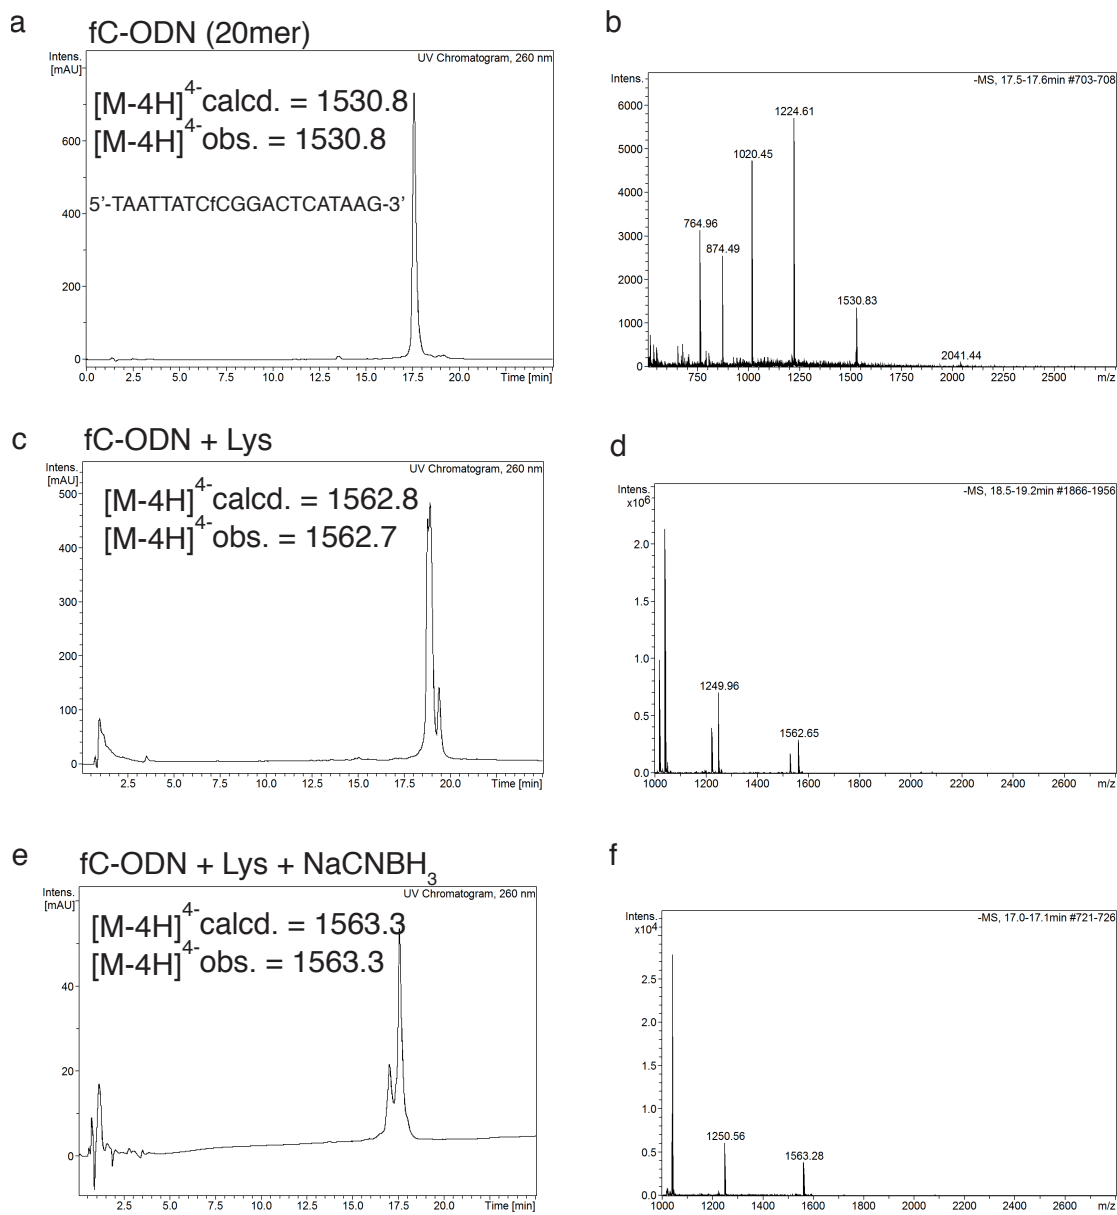 a
fC-ODN (20mer)
Intens.
[mAU]
UV Chromatogram, 260 nm
[M-4H]4- calcd. = 1530.8
[M-4H]4- obs. = 1530.8
5'-TAATTATCfCGGACTCATAAG-3'
600
400
200
0
0.0 2.5 5.0 7.5 10.0 12.5 15.0 17.5 20.0 Time [min]
b
Intens.
-MS, 17.5-17.6min #703-708
6000
5000
4000
3000
2000
1000
0
764.96
874.49
1020.45
1224.61
1530.83
2041.44
750 1000 1250 1500 1750 2000 2250 2500 m/z
c
fC-ODN + Lys
Intens.
[mAU]
UV Chromatogram, 260 nm
[M-4H]4- calcd. = 1562.8
[M-4H]4- obs. = 1562.7
500
400
300
200
100
0
2.5 5.0 7.5 10.0 12.5 15.0 17.5 20.0 Time [min]
d
Intens.
x106
-MS, 18.5-19.2min #1866-1956
2.0
1.5
1.0
0.5
0.0
1249.96
1562.65
1000 1200 1400 1600 1800 2000 2200 2400 2600 m/z
e
fC-ODN + Lys + NaCNBH3
Intens.
[mAU]
UV Chromatogram, 260 nm
[M-4H]4- calcd. = 1563.3
[M-4H]4- obs. = 1563.3
40
20
0
2.5 5.0 7.5 10.0 12.5 15.0 17.5 20.0 Time [min]
f
Intens.
x104
-MS, 17.0-17.1min #721-726
3.0
2.5
2.0
1.5
1.0
0.5
0.0
1250.56
1563.28
1000 1200 1400 1600 1800 2000 2200 2400 2600 m/z